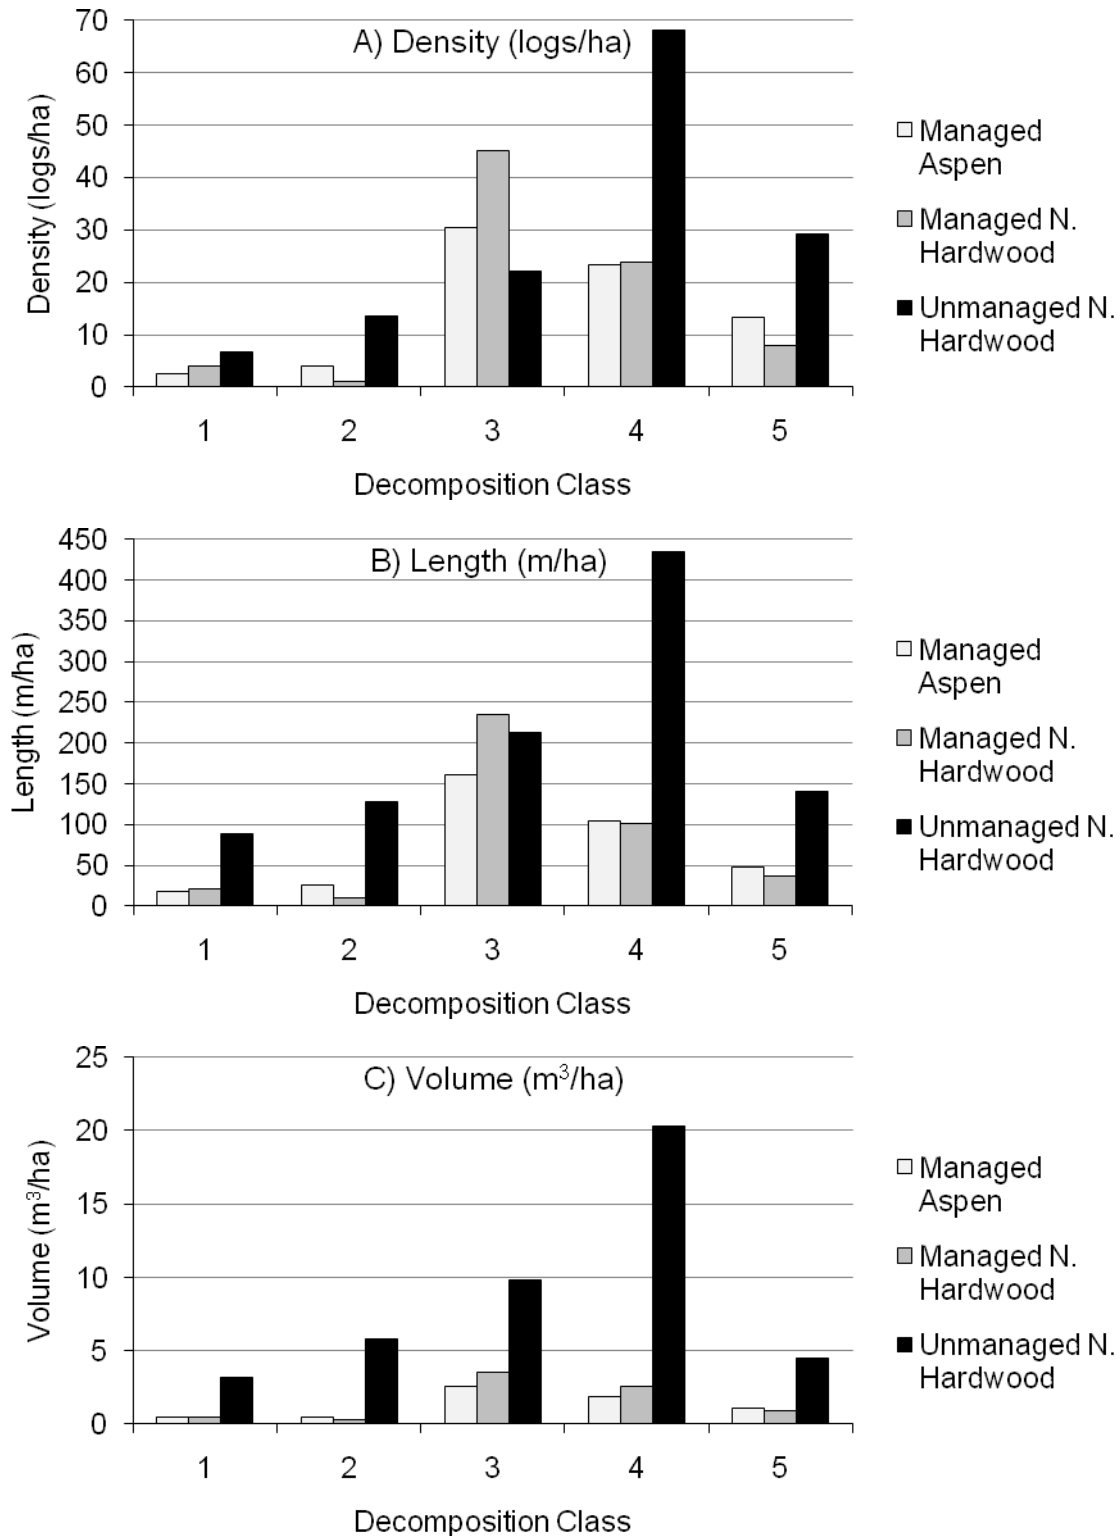 A) Density (logs/ha)
Density (logs/ha)
70
60
50
40
30
20
10
0
1 2 3 4 5
Decomposition Class
Managed
Aspen
Managed N.
Hardwood
Unmanaged N.
Hardwood
B) Length (m/ha)
Length (m/ha)
450
400
350
300
250
200
150
100
50
0
1 2 3 4 5
Decomposition Class
Managed
Aspen
Managed N.
Hardwood
Unmanaged N.
Hardwood
C) Volume (m³/ha)
Volume (m³/ha)
25
20
15
10
5
0
1 2 3 4 5
Decomposition Class
Managed
Aspen
Managed N.
Hardwood
Unmanaged N.
Hardwood